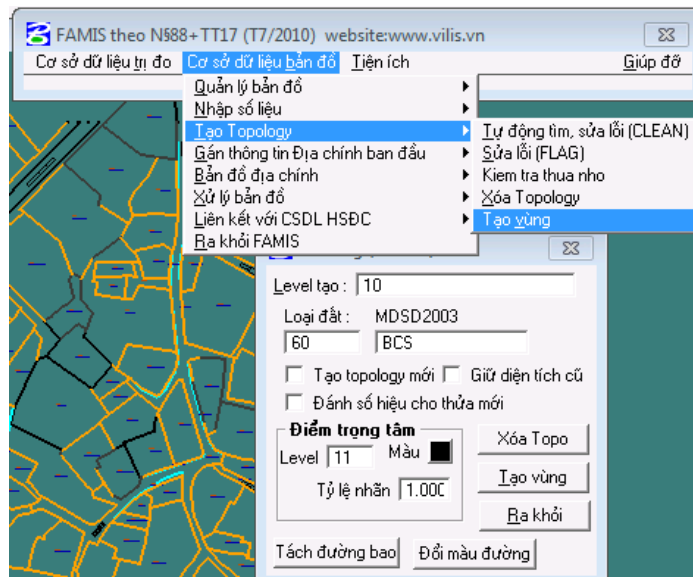 FAMIS theo N§88+TT17 (T7/2010) website:www.vilis.vn
Cơ sở dữ liệu trị đo Cơ sở dữ liệu bản đồ Tiện ích Giúp đỡ
Quản lý bản đồ
Nhập số liệu
Tạo Topology
Gán thông tin Địa chính ban đầu
Bản đồ địa chính
Xử lý bản đồ
Liên kết với CSDL HSĐC
Ra khỏi FAMIS
Tự động tìm, sửa lỗi (CLEAN)
Sửa lỗi (FLAG)
Kiem tra thua nho
Xóa Topology
Tạo vùng
Level tạo : 10
Loại đất : MDSD2003
60 BCS
Tạo topology mới Giữ diện tích cũ
Đánh số hiệu cho thửa mới
Điểm trọng tâm
Level 11 Màu
Tỷ lệ nhãn 1.000
Xóa Topo
Tạo vùng
Ra khỏi
Tách đường bao Đổi màu đường